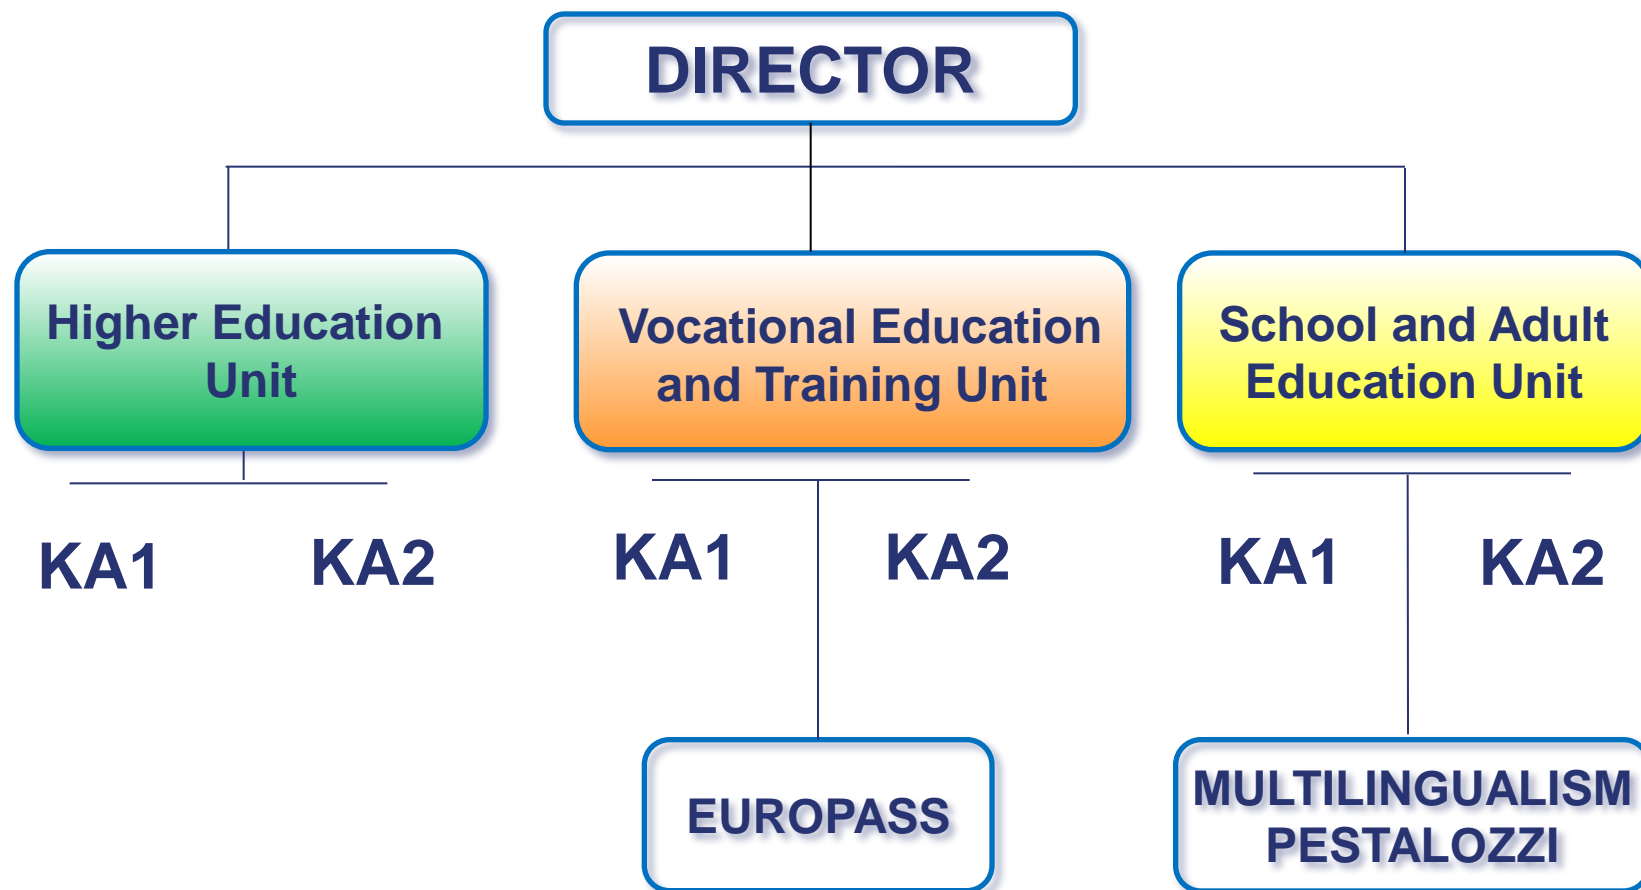 DIRECTOR
Higher Education
Unit
Vocational Education
and Training Unit
School and Adult
Education Unit
KA1
KA2
KA1
KA2
KA1
KA2
EUROPASS
MULTILINGUALISM
PESTALOZZI